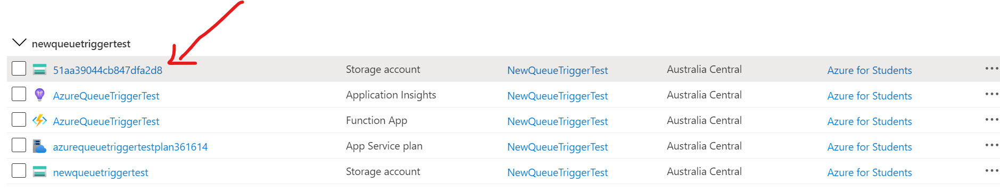 newqueuetriggertest
51aa39044cb847dfa2d8 Storage account NewQueueTriggerTest Australia Central Azure for Students
AzureQueueTriggerTest Application Insights NewQueueTriggerTest Australia Central Azure for Students
AzureQueueTriggerTest Function App NewQueueTriggerTest Australia Central Azure for Students
azurequeuetriggertestplan361614 App Service plan NewQueueTriggerTest Australia Central Azure for Students
newqueuetriggertest Storage account NewQueueTriggerTest Australia Central Azure for Students